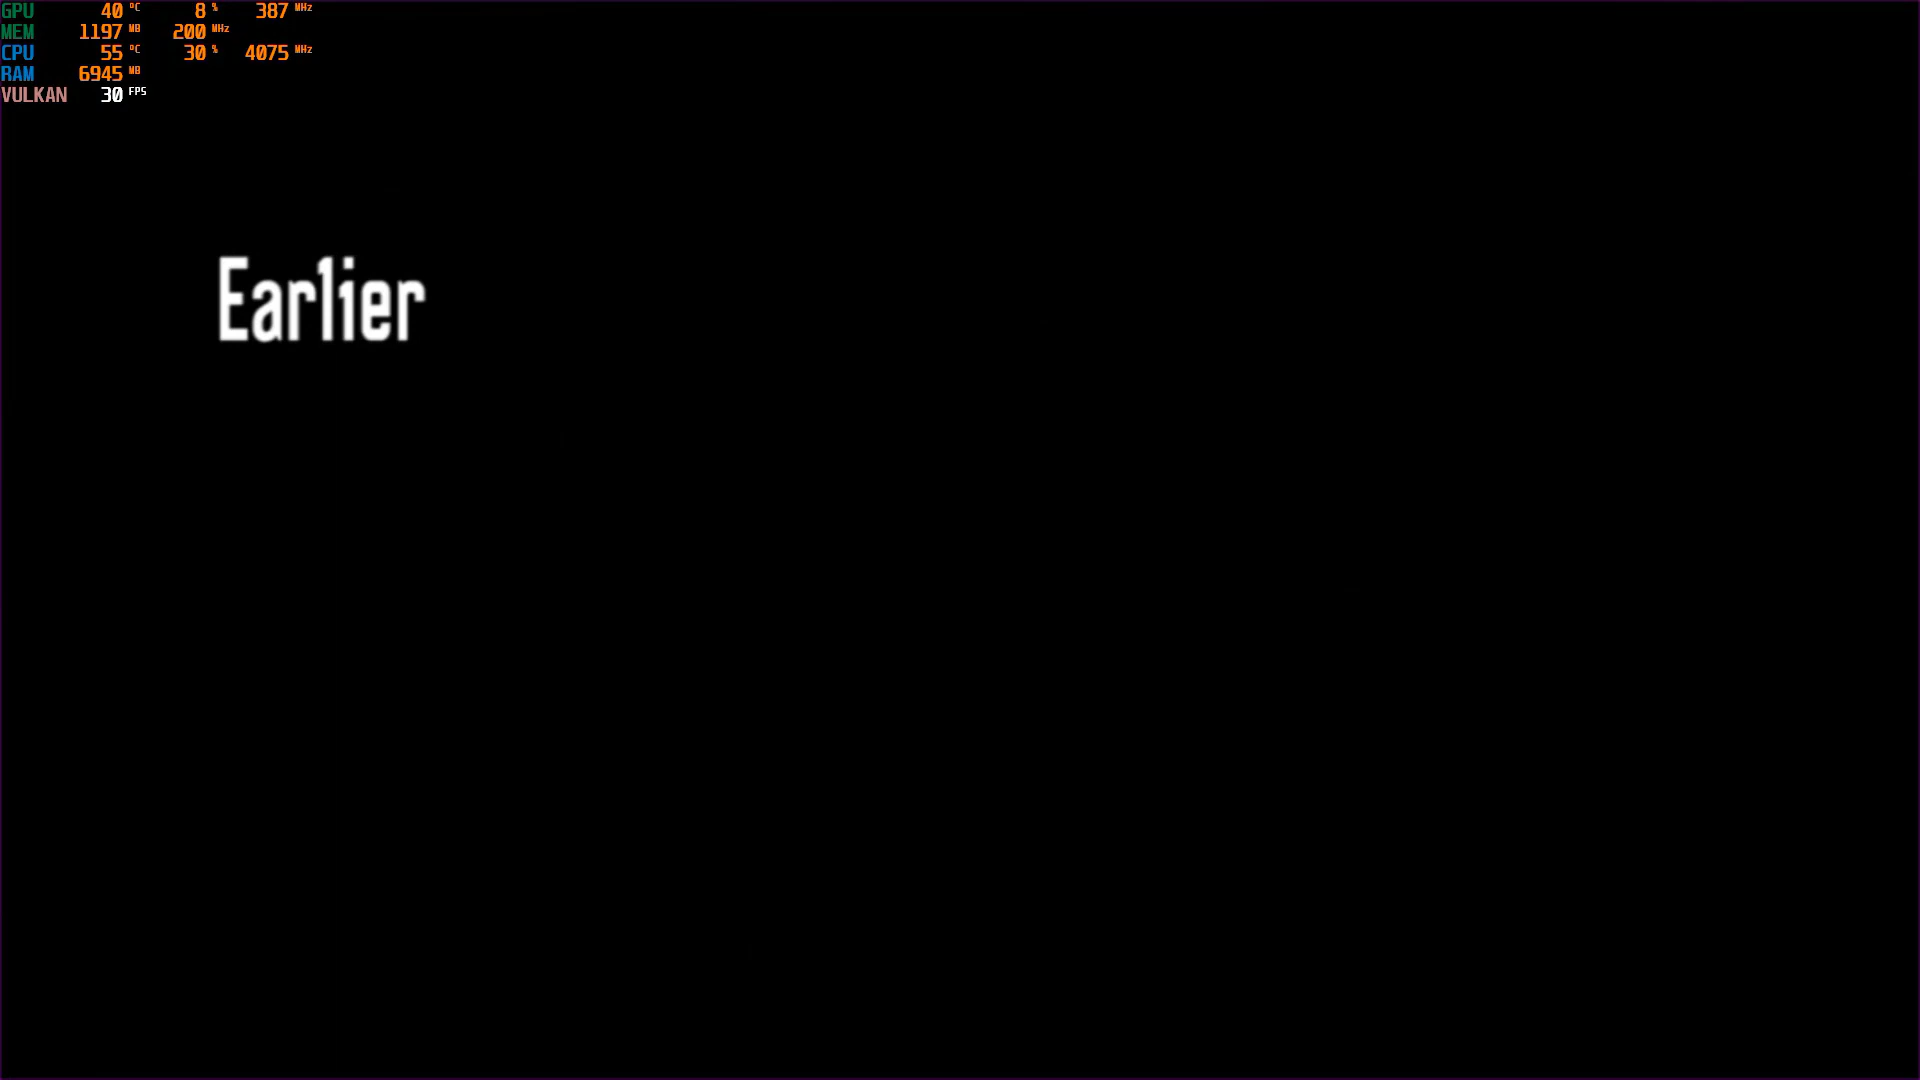 GPU 40 °C 8 % 387 MHz
MEM 1197 MB 200 MHz
CPU 55 °C 30 % 4075 MHz
RAM 6945 MB
VULKAN 30 FPS
Earlier